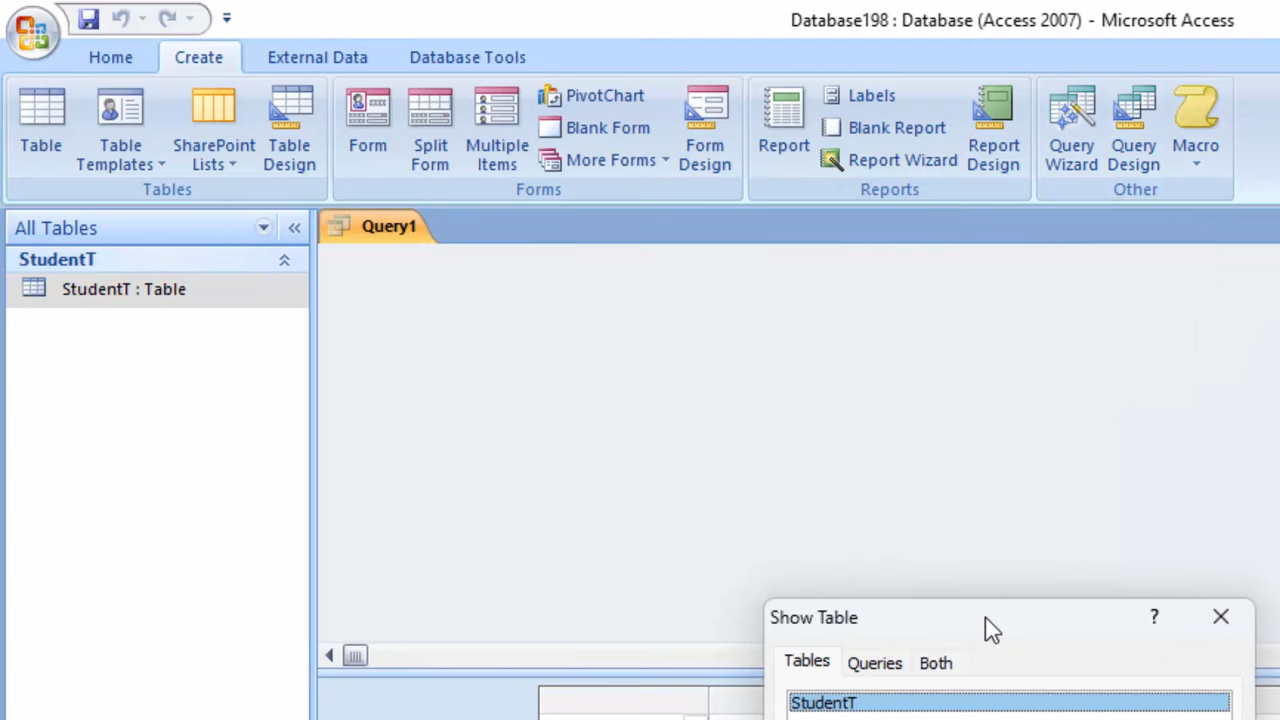 Database198 : Database (Access 2007) - Microsoft Access
Home Create External Data Database Tools
Table Table Templates SharePoint Lists Table Design
Tables
Form Split Form Multiple Items PivotChart Blank Form More Forms Form Design
Forms
Report Labels Blank Report Report Wizard Report Design
Reports
Query Wizard Query Design Macro
Other
All Tables
StudentT
StudentT : Table
Query1
Show Table
Tables Queries Both
StudentT